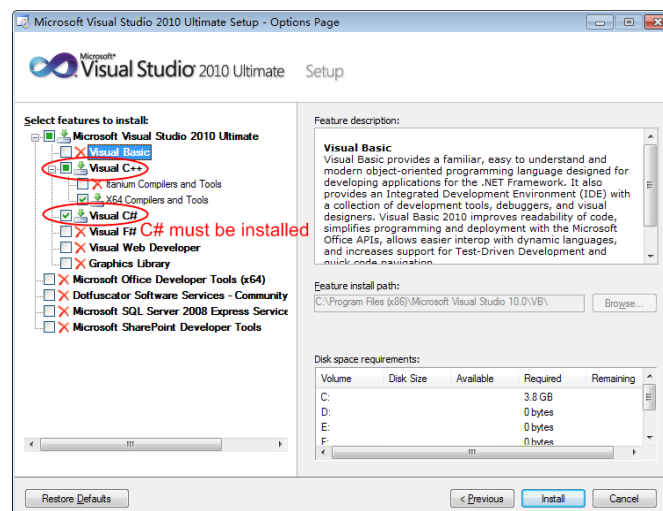 Microsoft Visual Studio 2010 Ultimate Setup - Options Page
Microsoft®
Visual Studio® 2010 Ultimate Setup
Select features to install:
Microsoft Visual Studio 2010 Ultimate
Visual Basic
Visual C++
Itanium Compilers and Tools
X64 Compilers and Tools
Visual C#
Visual F# C# must be installed
Visual Web Developer
Graphics Library
Microsoft Office Developer Tools (x64)
Dotfuscator Software Services - Community
Microsoft SQL Server 2008 Express Service
Microsoft SharePoint Developer Tools
Feature description:
Visual Basic
Visual Basic provides a familiar, easy to understand and
modern object-oriented programming language designed for
developing applications for the .NET Framework. It also
provides an Integrated Development Environment (IDE) with
a collection of development tools, debuggers, and visual
designers. Visual Basic 2010 improves readability of code,
simplifies programming and deployment with the Microsoft
Office APIs, allows easier interop with dynamic languages,
and increases support for Test-Driven Development and
quick code navigation.
Feature install path:
C:\Program Files (x86)\Microsoft Visual Studio 10.0\VB\ Browse...
Disk space requirements:
Volume Disk Size Available Required Remaining
C: 3.8 GB
D: 0 bytes
E: 0 bytes
F: 0 bytes
Restore Defaults < Previous Install Cancel